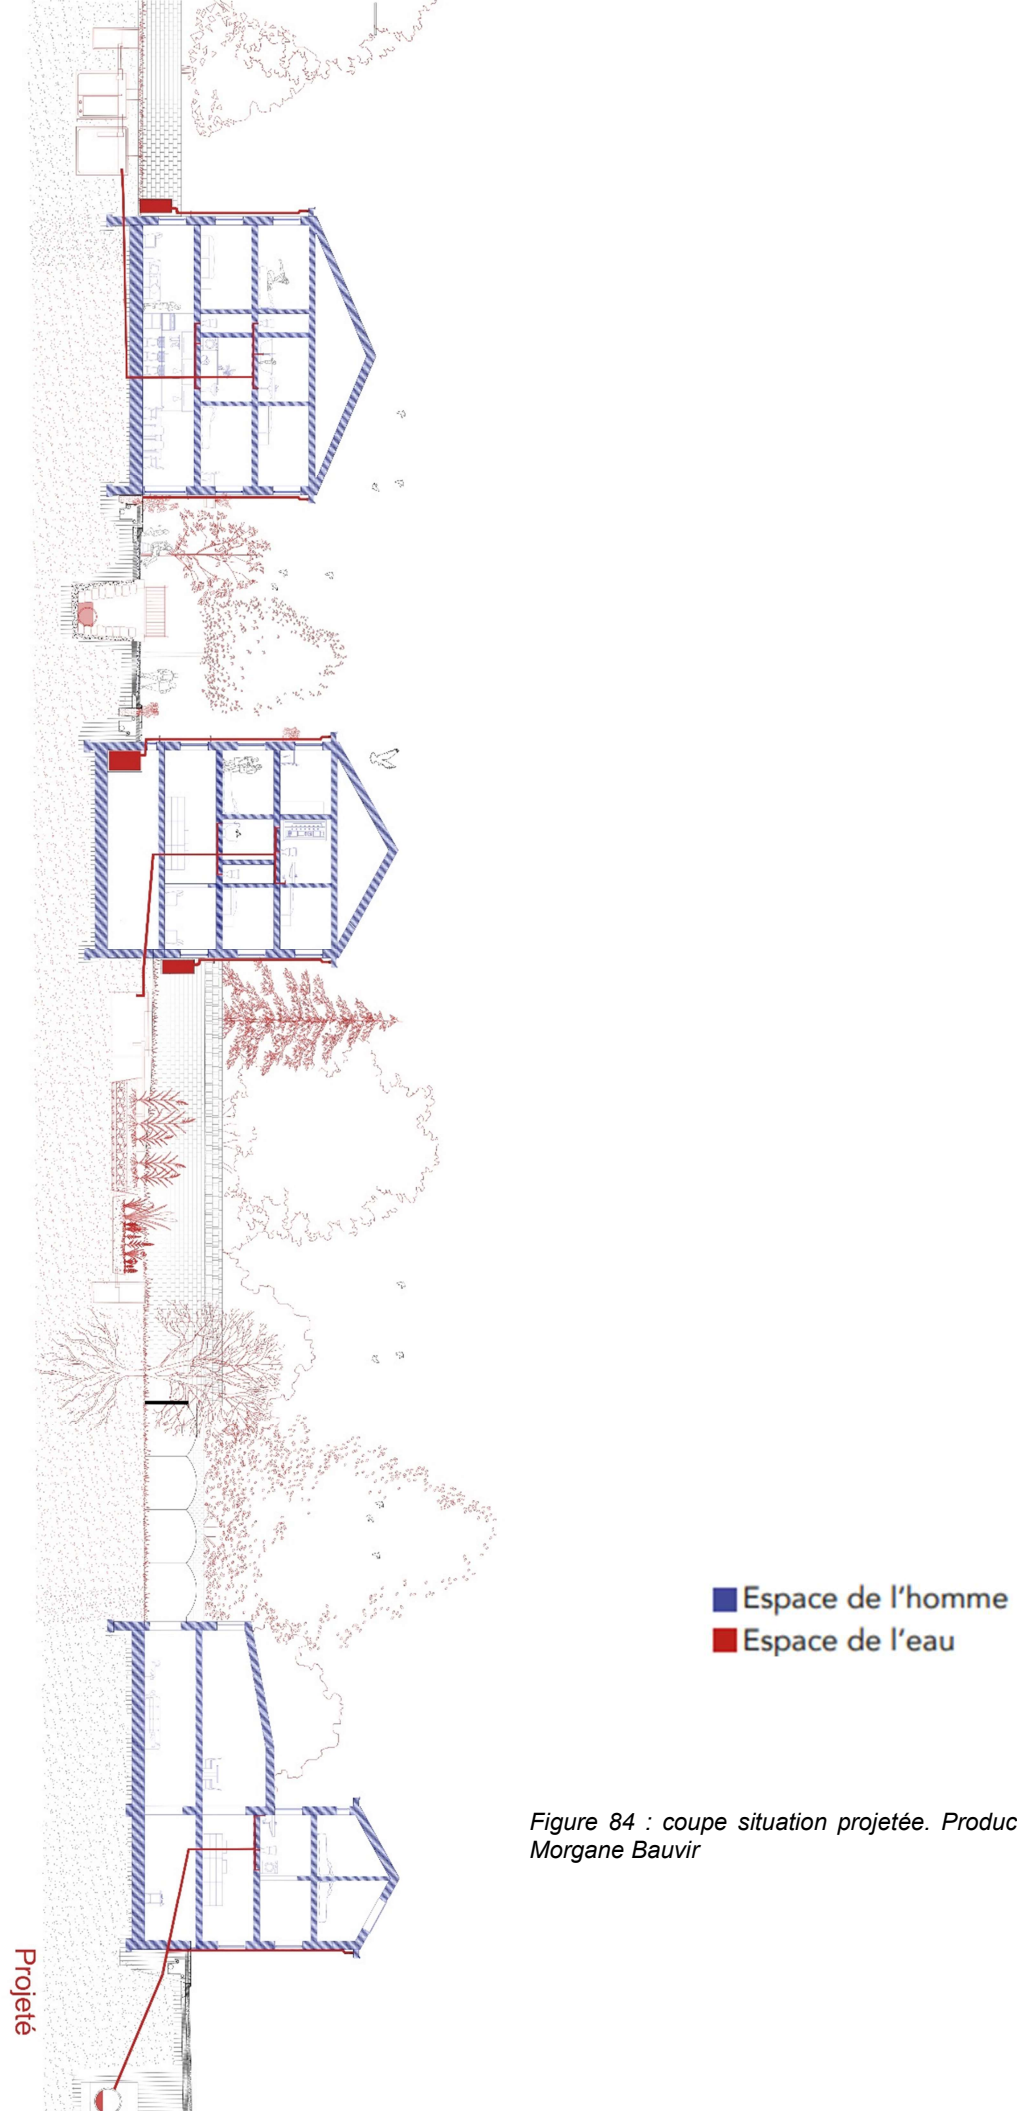 Espace de l'homme
Espace de l'eau
Figure 84 : coupe situation projetée. Produc
Morgane Bauvir
Projeté